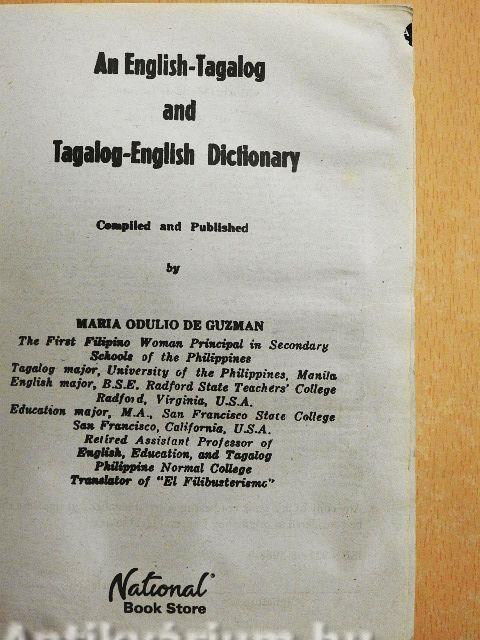 An English-Tagalog
and
Tagalog-English Dictionary
Compiled and Published
by
MARIA ODULIO DE GUZMAN
The First Filipino Woman Principal in Secondary
Schools of the Philippines
Tagalog major, University of the Philippines, Manila
English major, B.S.E. Radford State Teachers' College
Radford, Virginia, U.S.A.
Education major, M.A., San Francisco State College
San Francisco, California, U.S.A.
Retired Assistant Professor of
English, Education, and Tagalog
Philippine Normal College
Translator of "El Filibusterismo"
National
Book Store
Antikvárium.hu